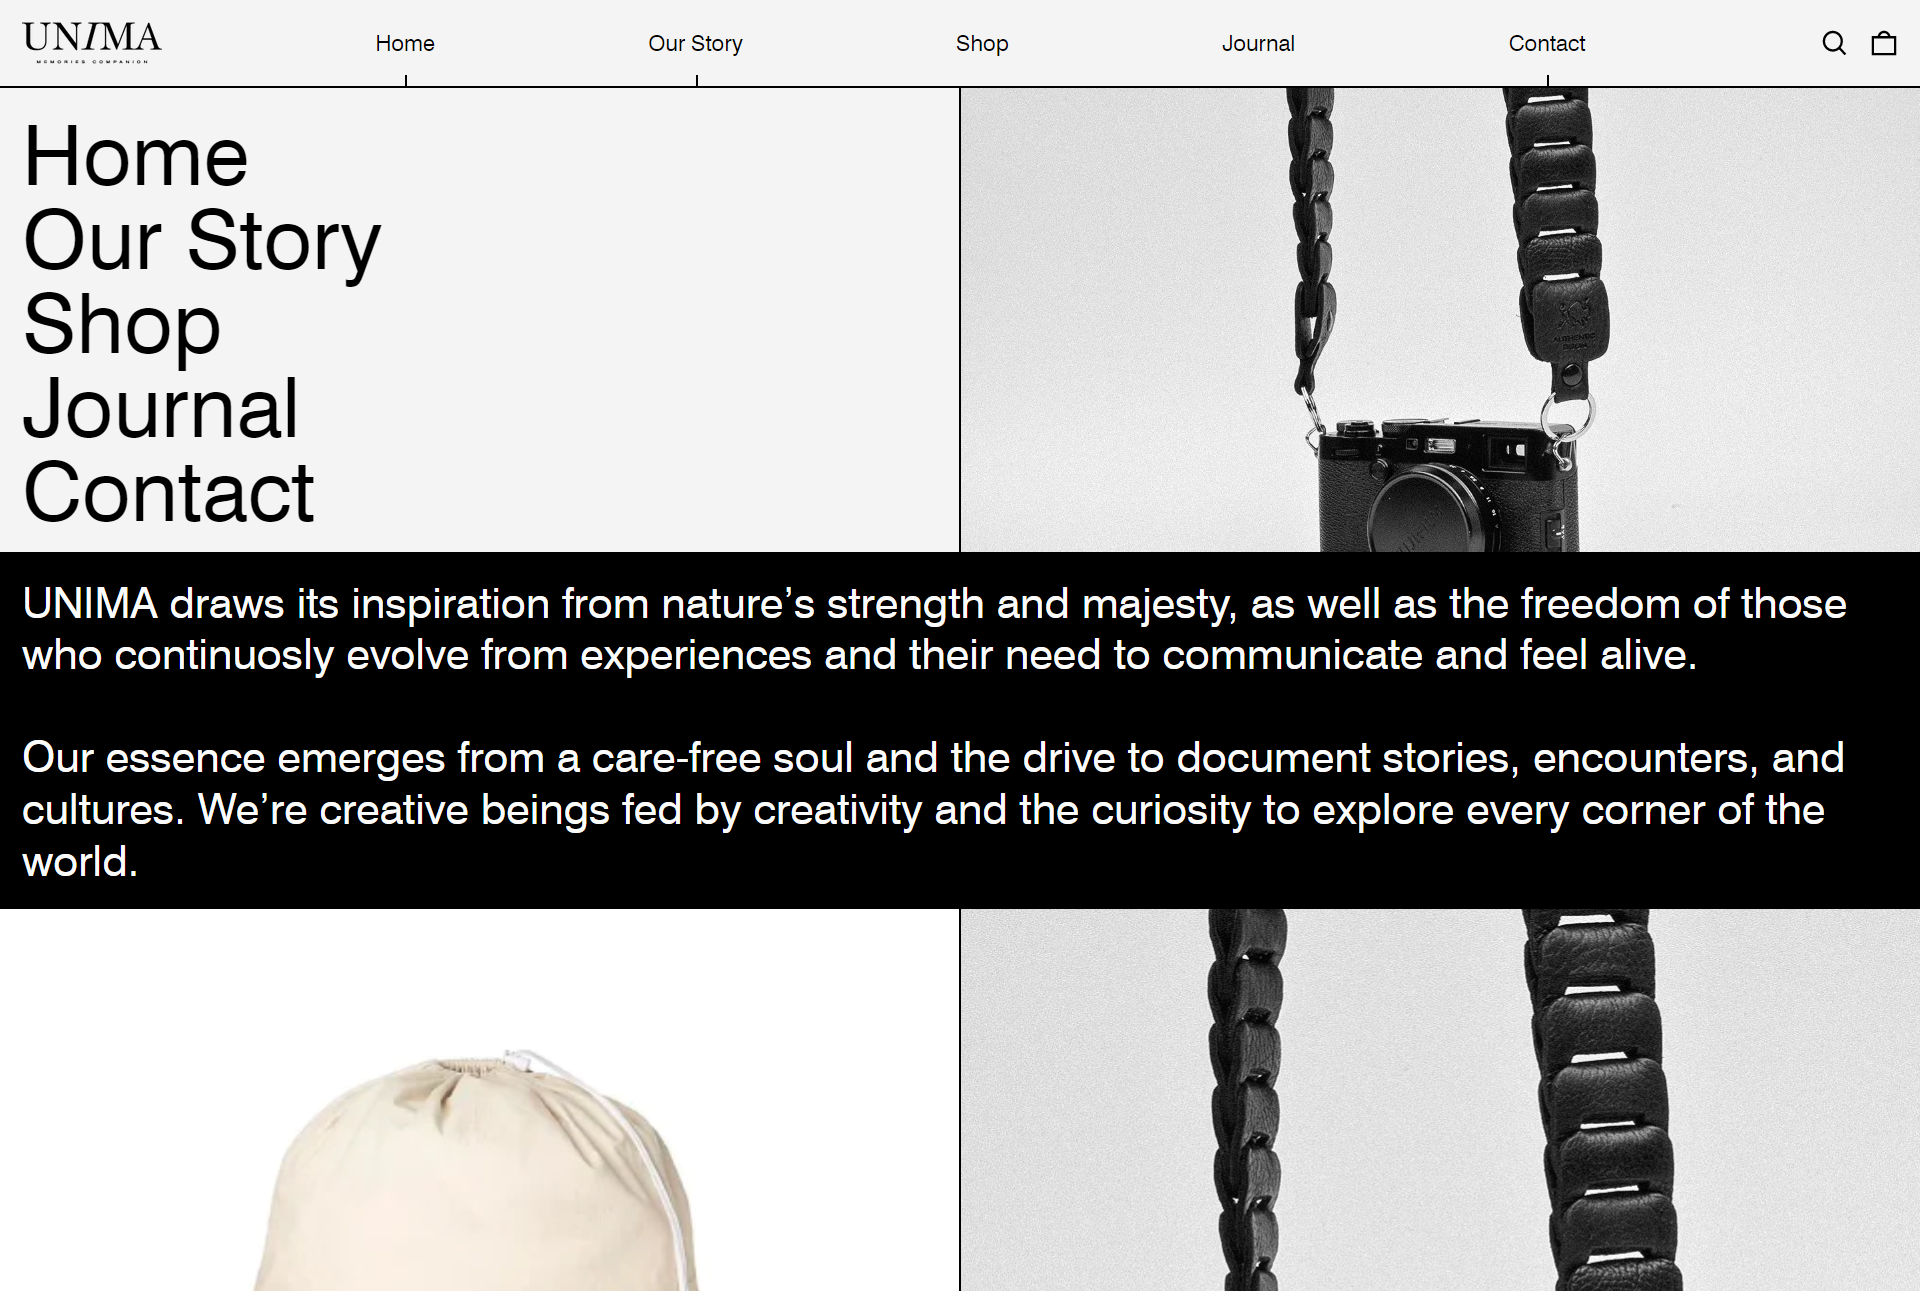 UNIMA
MEMORIES COMPANION
Home
Our Story
Shop
Journal
Contact
Home
Our Story
Shop
Journal
Contact
AUTHENTIC
UNIMA draws its inspiration from nature’s strength and majesty, as well as the freedom of those
who continuosly evolve from experiences and their need to communicate and feel alive.
Our essence emerges from a care-free soul and the drive to document stories, encounters, and
cultures. We’re creative beings fed by creativity and the curiosity to explore every corner of the
world.